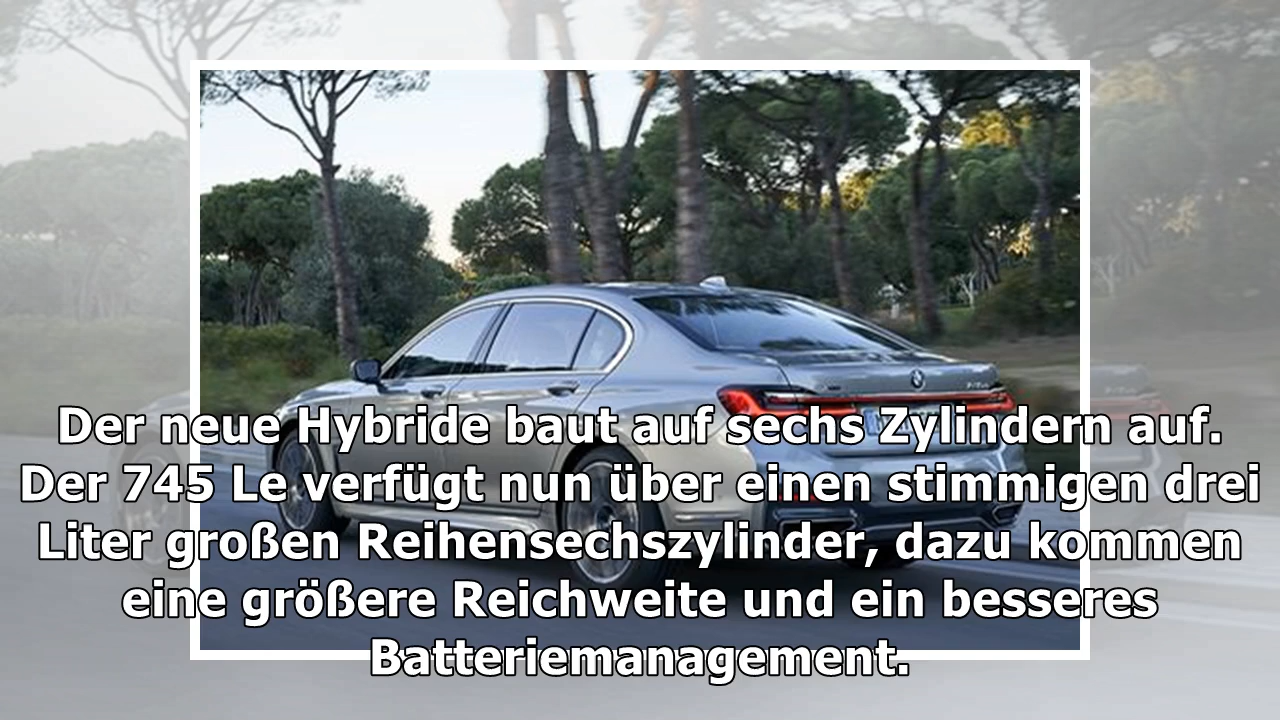 Der neue Hybride baut auf sechs Zylindern auf.
Der 745 Le verfügt nun über einen stimmigen drei
Liter großen Reihensechszylinder, dazu kommen
eine größere Reichweite und ein besseres
Batteriemanagement.